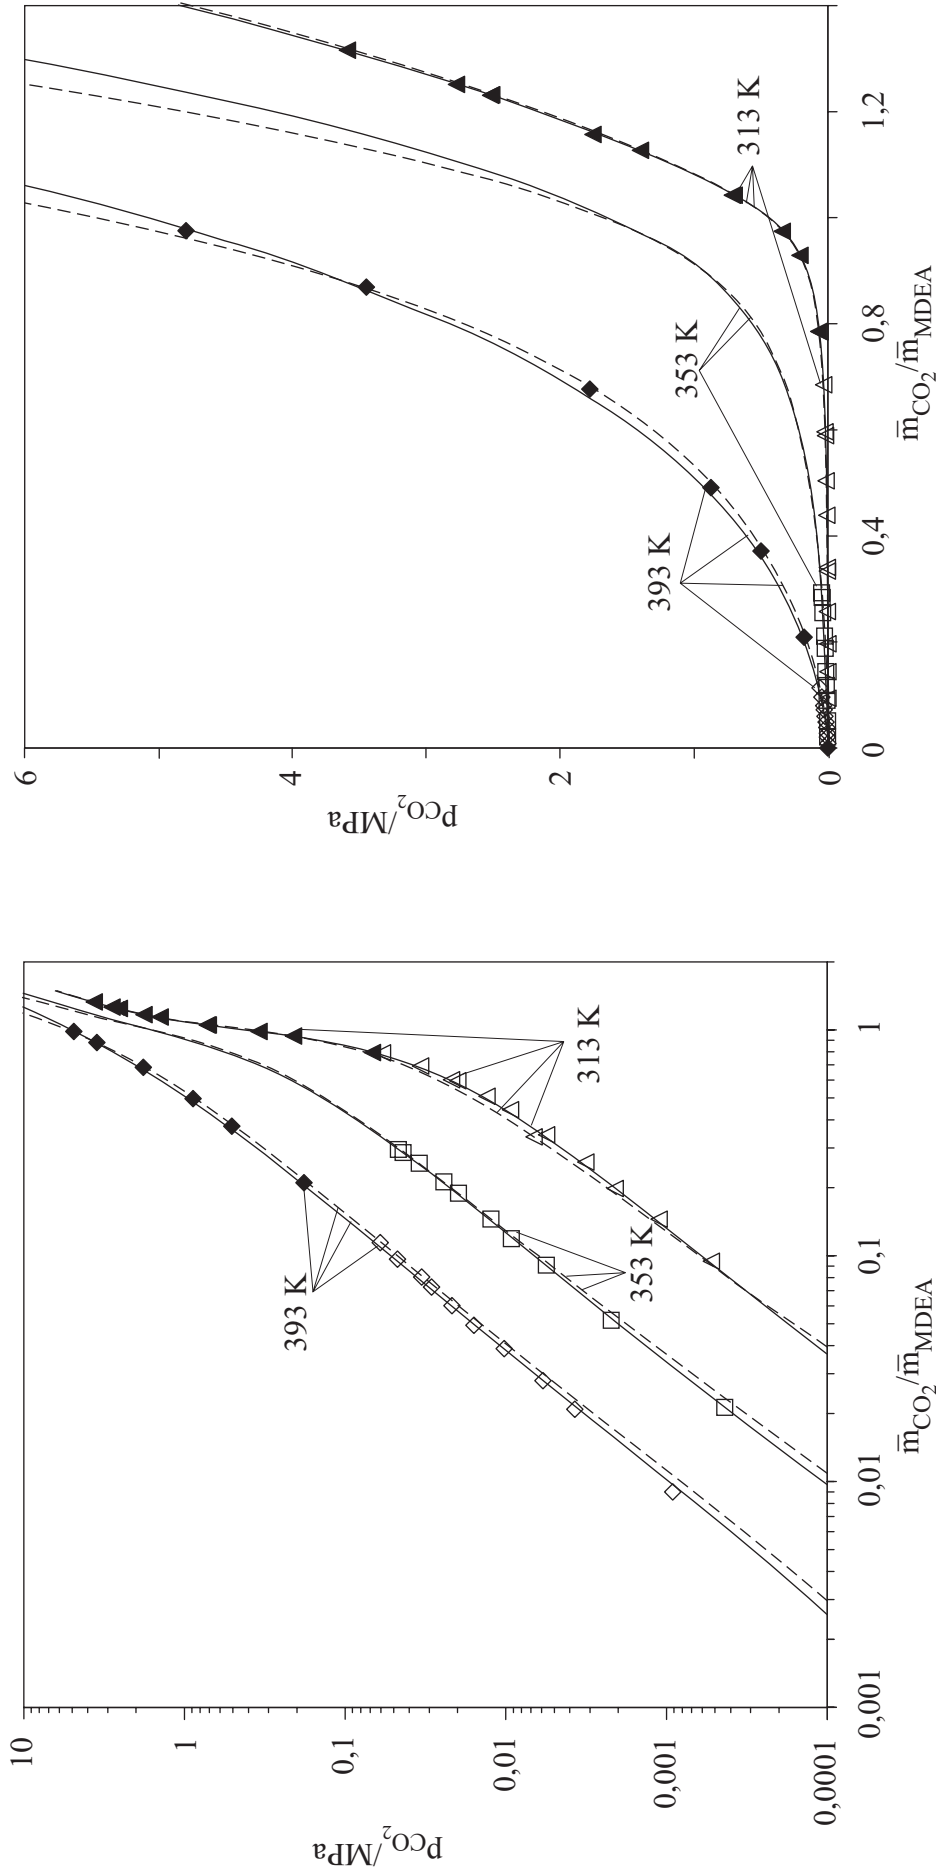 10
1
0,1
0,01
0,001
0,0001
p_CO₂/MPa
0,001
0,01
0,1
1
m̅_CO₂/m̅_MDEA
393 K
353 K
313 K
6
4
2
0
p_CO₂/MPa
0
0,4
0,8
1,2
m̅_CO₂/m̅_MDEA
393 K
353 K
313 K